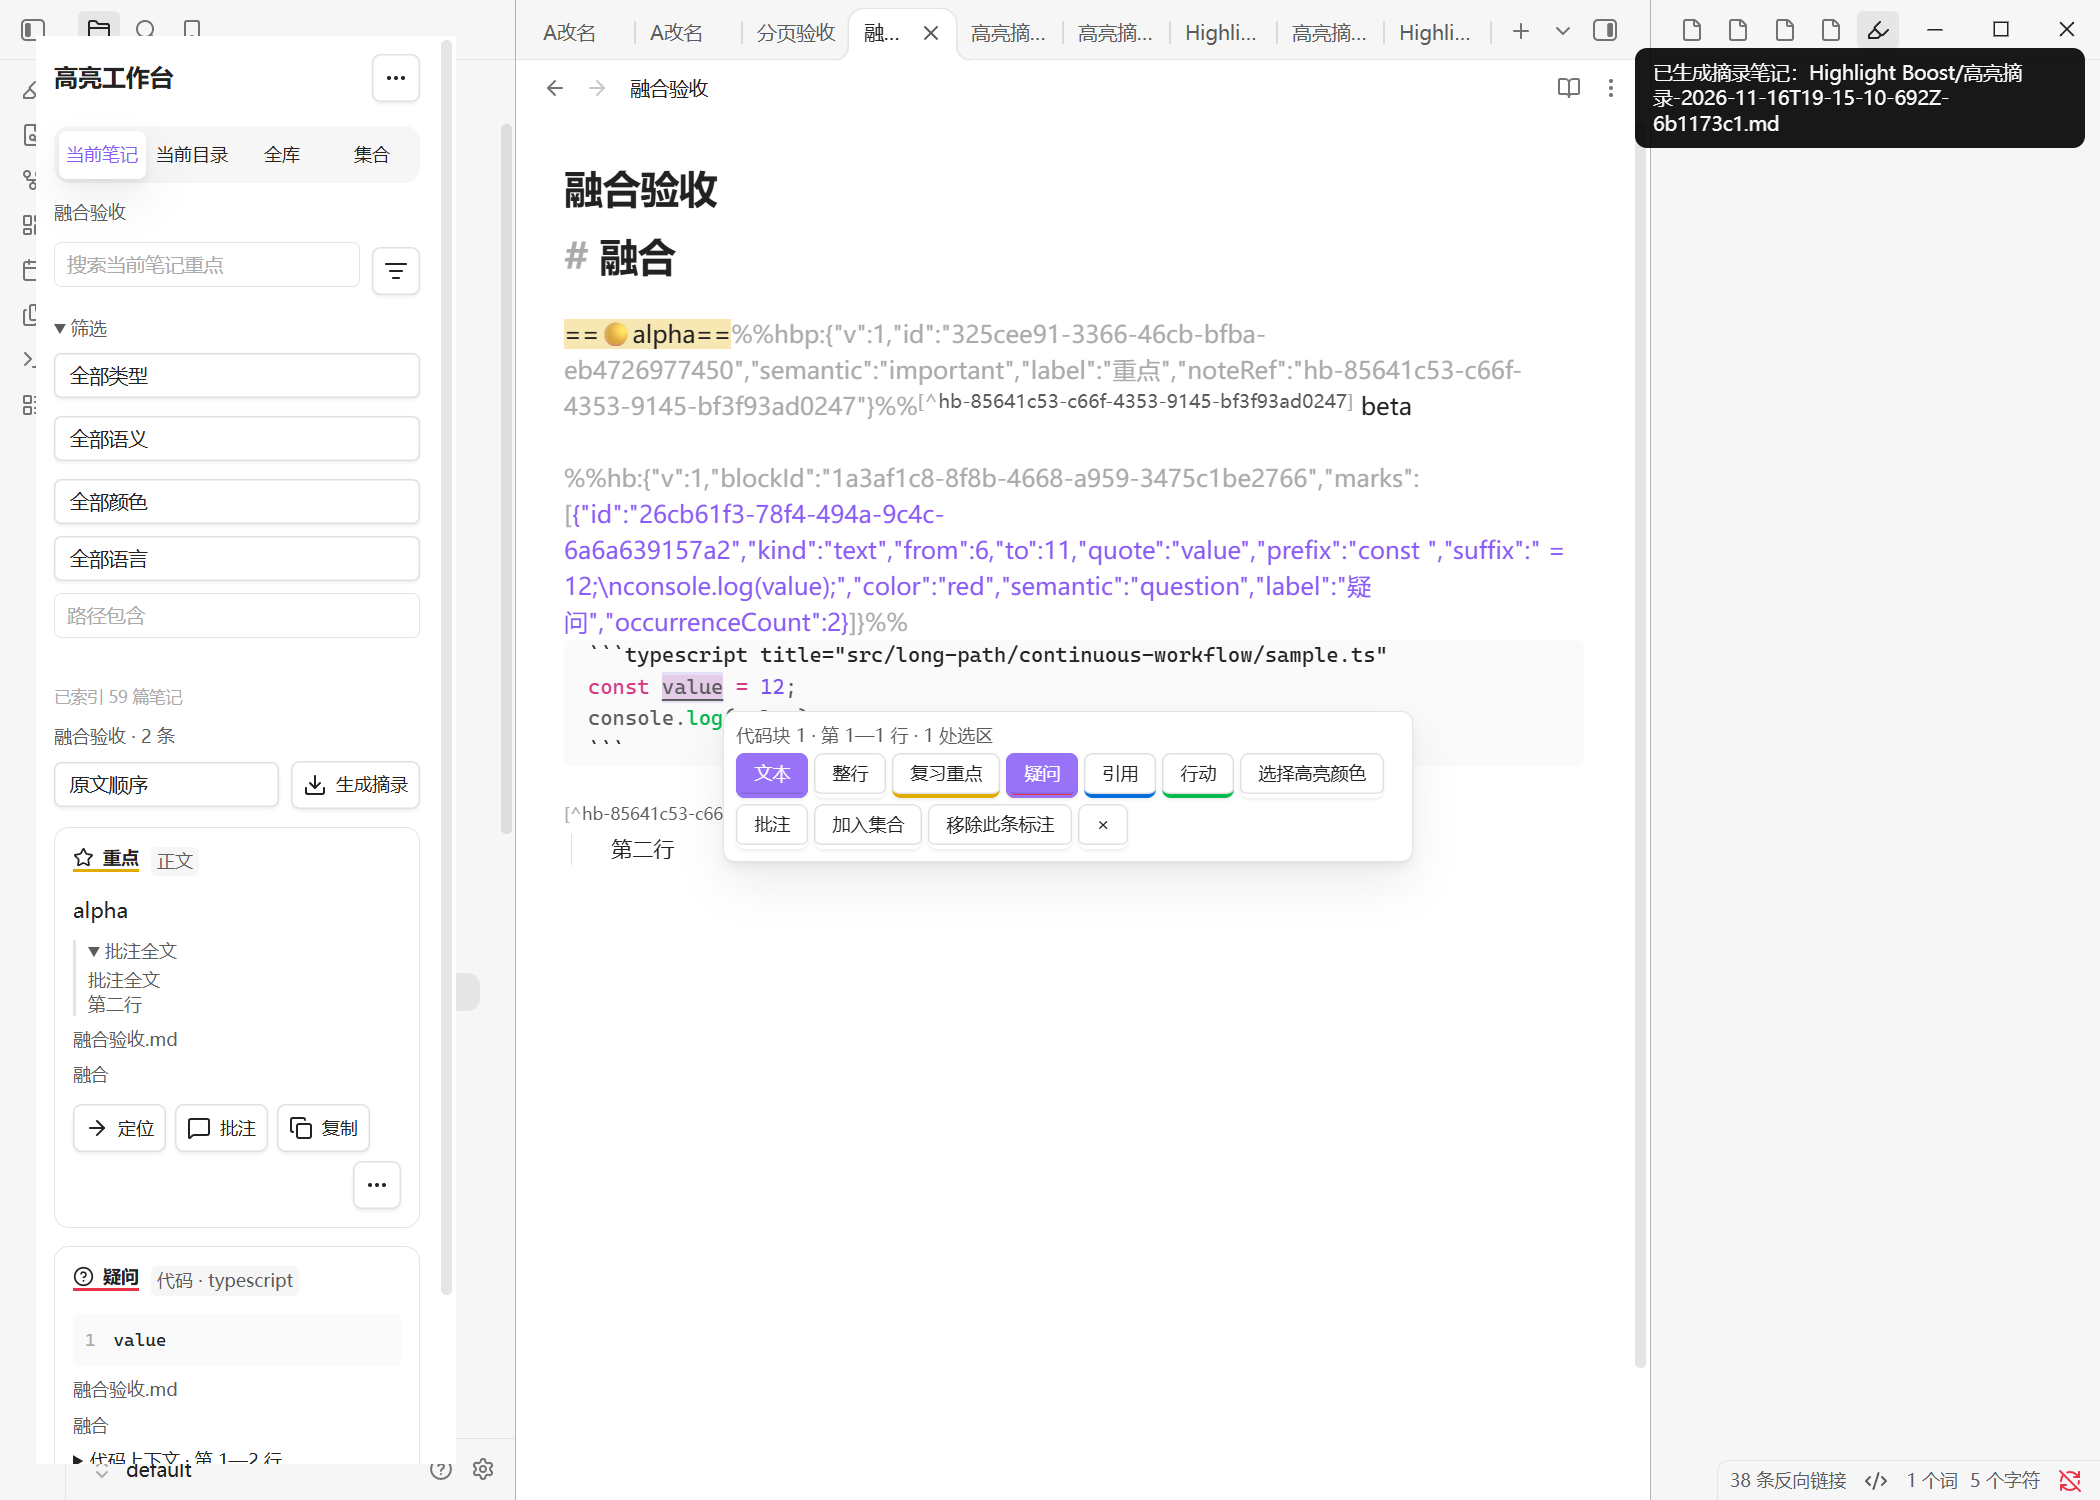 高亮工作台
当前笔记
当前目录
全库
集合
融合验收
搜索当前笔记重点
▼ 筛选
全部类型
全部语义
全部颜色
全部语言
路径包含
已索引 59 篇笔记
融合验收 · 2 条
原文顺序
生成摘录
重点
正文
alpha
▼ 批注全文
批注全文
第二行
融合验收.md
融合
定位
批注
复制
疑问
代码 · typescript
1 value
融合验收.md
融合
▶ 代码上下文 · 第 1—2 行
default
A改名
A改名
分页验收
融...
高亮摘...
高亮摘...
Highli...
高亮摘...
Highli...
融合验收
融合验收
# 融合
==🟡alpha==%%hbp:{"v":1,"id":"325cee91-3366-46cb-bfba-
eb4726977450","semantic":"important","label":"重点","noteRef":"hb-85641c53-c66f-
4353-9145-bf3f93ad0247"}%%[^hb-85641c53-c66f-4353-9145-bf3f93ad0247] beta
%%hb:{"v":1,"blockId":"1a3af1c8-8f8b-4668-a959-3475c1be2766","marks":
[{"id":"26cb61f3-78f4-494a-9c4c-
6a6a639157a2","kind":"text","from":6,"to":11,"quote":"value","prefix":"const ","suffix":" =
12;\nconsole.log(value);","color":"red","semantic":"question","label":"疑
问","occurrenceCount":2}]}%%
```typescript title="src/long-path/continuous-workflow/sample.ts"
const value = 12;
console.log
```
代码块 1 · 第 1—1 行 · 1 处选区
文本
整行
复习重点
疑问
引用
行动
选择高亮颜色
批注
加入集合
移除此条标注
×
[^hb-85641c53-c66
第二行
已生成摘录笔记：Highlight Boost/高亮摘
录-2026-11-16T19-15-10-692Z-
6b1173c1.md
38 条反向链接
1 个词
5 个字符